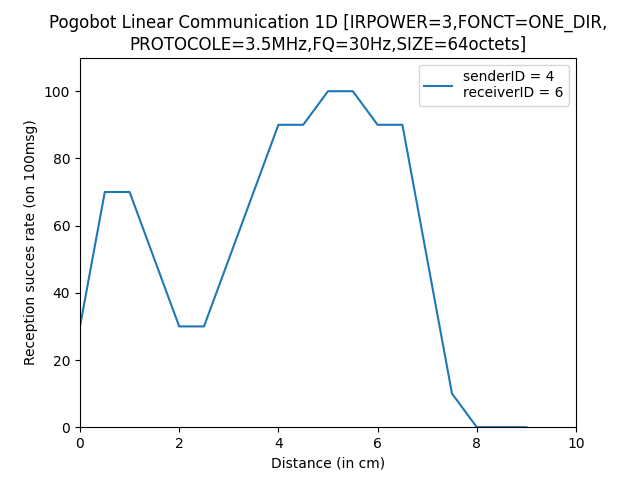 Pogobot Linear Communication 1D [IRPOWER=3,FONCT=ONE_DIR,
PROTOCOLE=3.5MHz,FQ=30Hz,SIZE=64octets]
senderID = 4
receiverID = 6
Reception succes rate (on 100msg)
100
80
60
40
20
0
0 2 4 6 8 10
Distance (in cm)